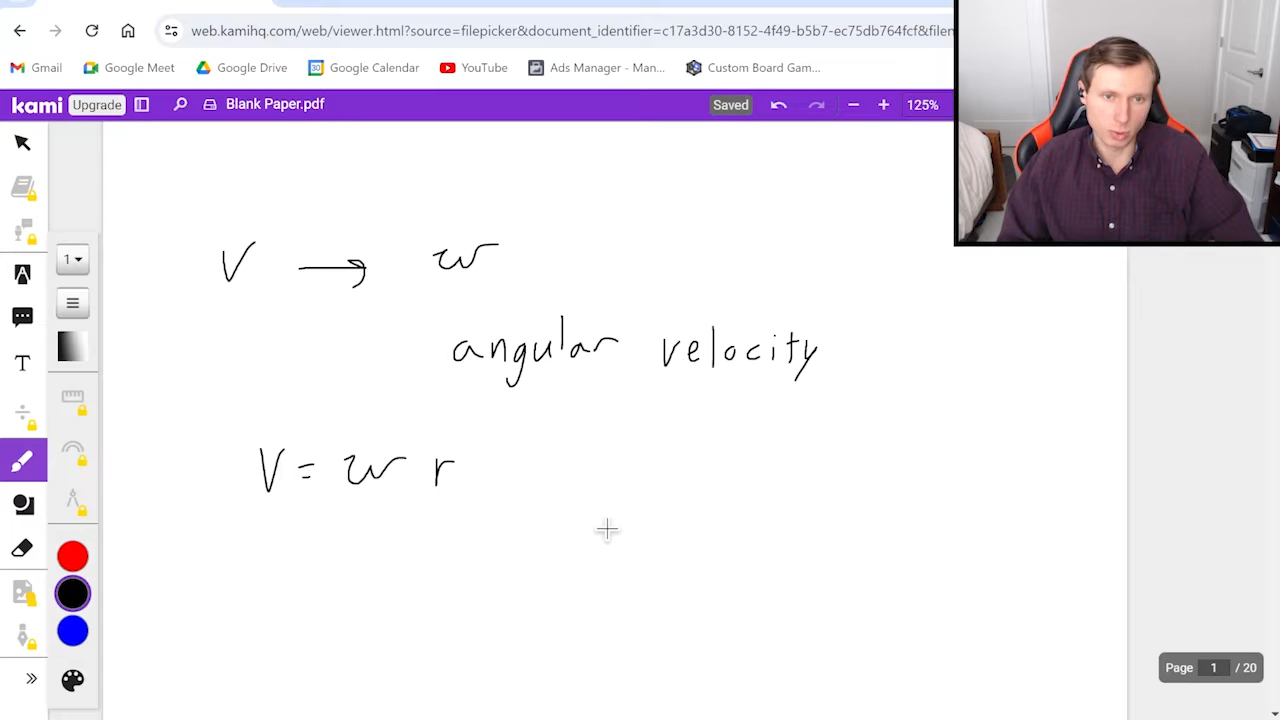 web.kamihq.com/web/viewer.html?source=filepicker&document_identifier=c17a3d30-8152-4f49-b5b7-ec75db764fcf&filen
Gmail Google Meet Google Drive Google Calendar YouTube Ads Manager - Man... Custom Board Gam...
kami Upgrade Blank Paper.pdf Saved 125%
1
V → w
angular velocity
V = w r
T
Page 1 / 20